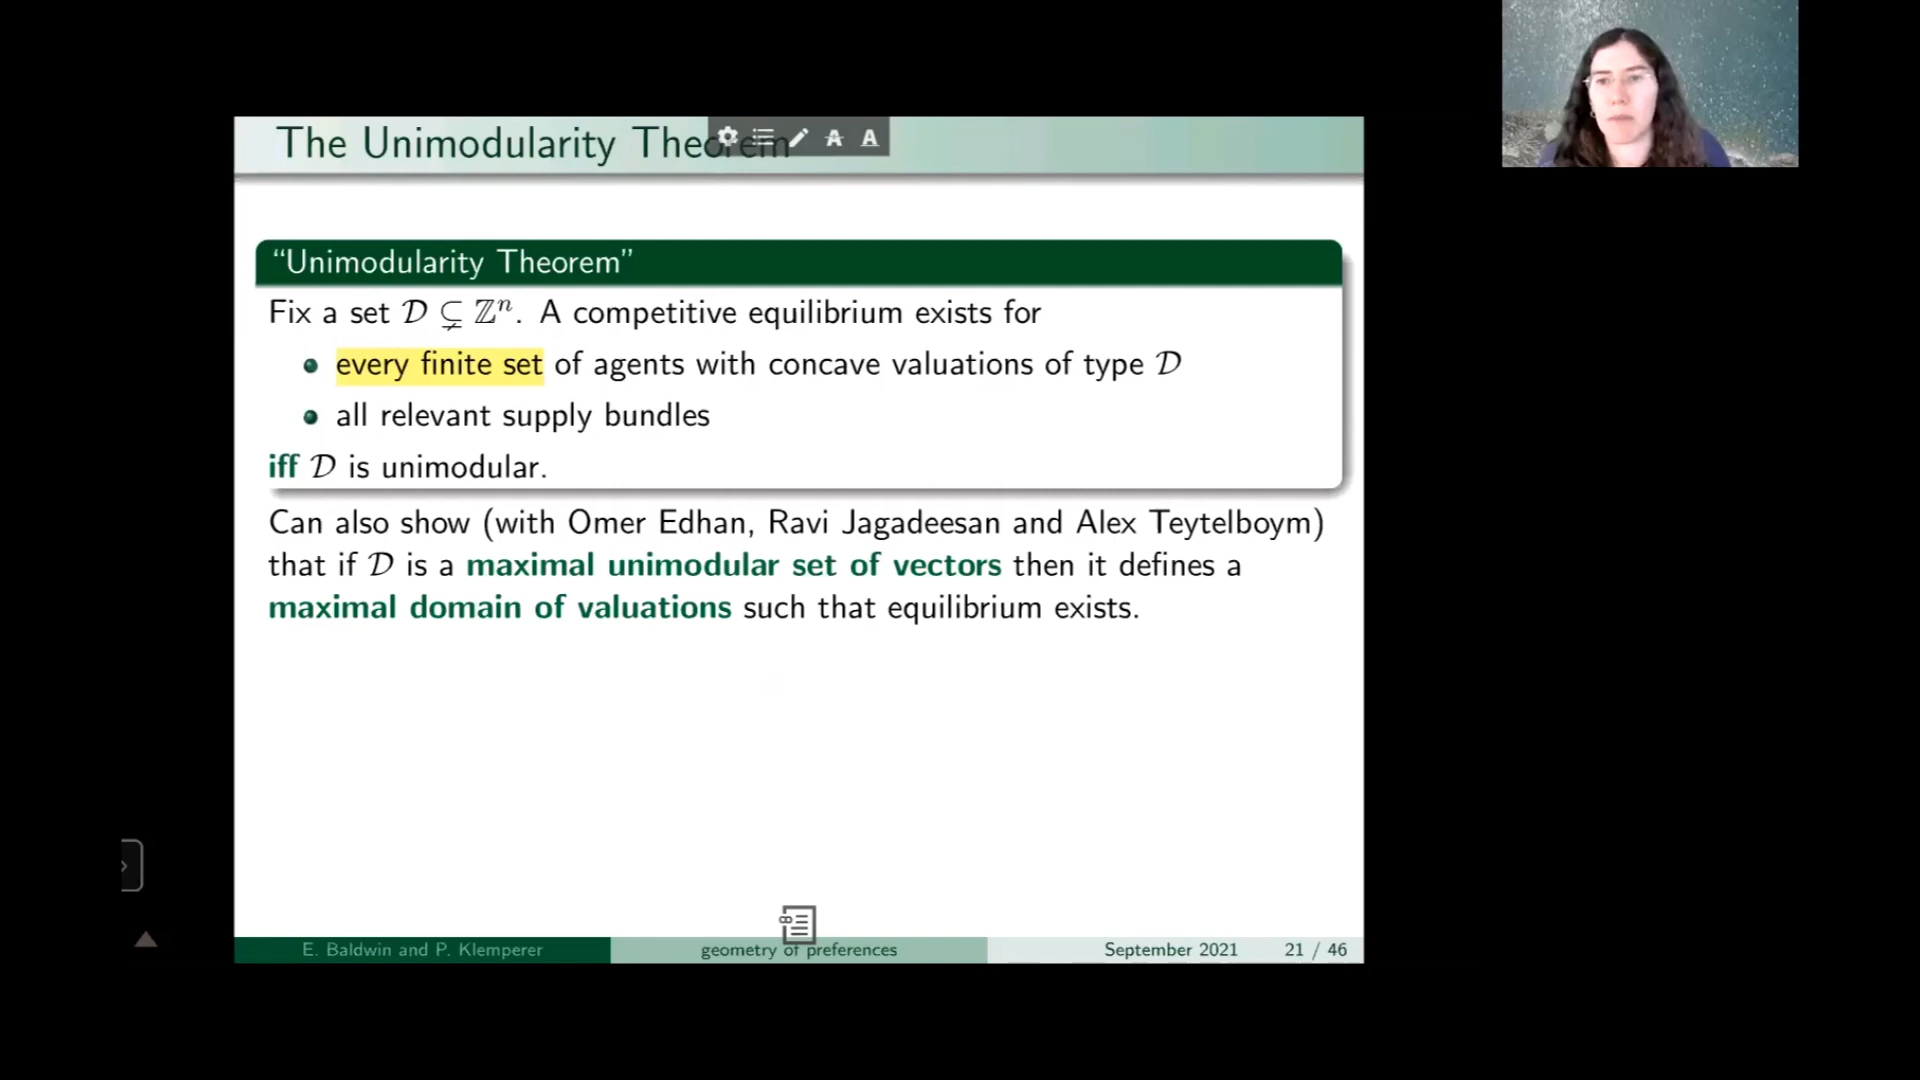 The Unimodularity Theorem
“Unimodularity Theorem”
Fix a set 𝒟 ⊊ ℤⁿ. A competitive equilibrium exists for
• every finite set of agents with concave valuations of type 𝒟
• all relevant supply bundles
iff 𝒟 is unimodular.
Can also show (with Omer Edhan, Ravi Jagadeesan and Alex Teytelboym)
that if 𝒟 is a maximal unimodular set of vectors then it defines a
maximal domain of valuations such that equilibrium exists.
E. Baldwin and P. Klemperer geometry of preferences September 2021 21 / 46